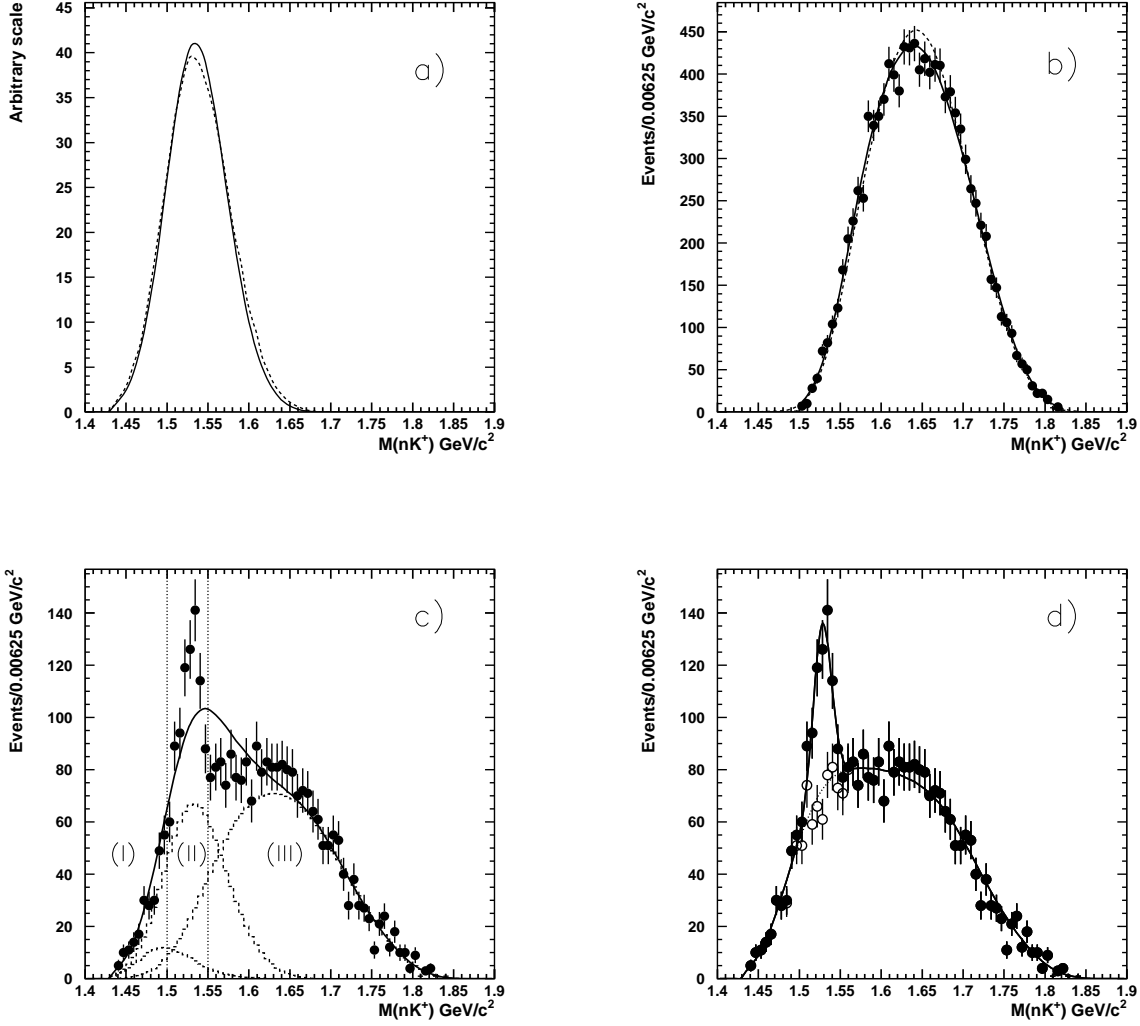 Arbitrary scale
a)
40
35
30
25
20
15
10
5
0
1.4 1.45 1.5 1.55 1.6 1.65 1.7 1.75 1.8 1.85 1.9
M(nK⁺) GeV/c²
Events/0.00625 GeV/c²
b)
450
400
350
300
250
200
150
100
50
0
1.4 1.45 1.5 1.55 1.6 1.65 1.7 1.75 1.8 1.85 1.9
M(nK⁺) GeV/c²
Events/0.00625 GeV/c²
c)
140
120
100
80
60
40
20
0
(I) (II) (III)
1.4 1.45 1.5 1.55 1.6 1.65 1.7 1.75 1.8 1.85 1.9
M(nK⁺) GeV/c²
Events/0.00625 GeV/c²
d)
140
120
100
80
60
40
20
0
1.4 1.45 1.5 1.55 1.6 1.65 1.7 1.75 1.8 1.85 1.9
M(nK⁺) GeV/c²